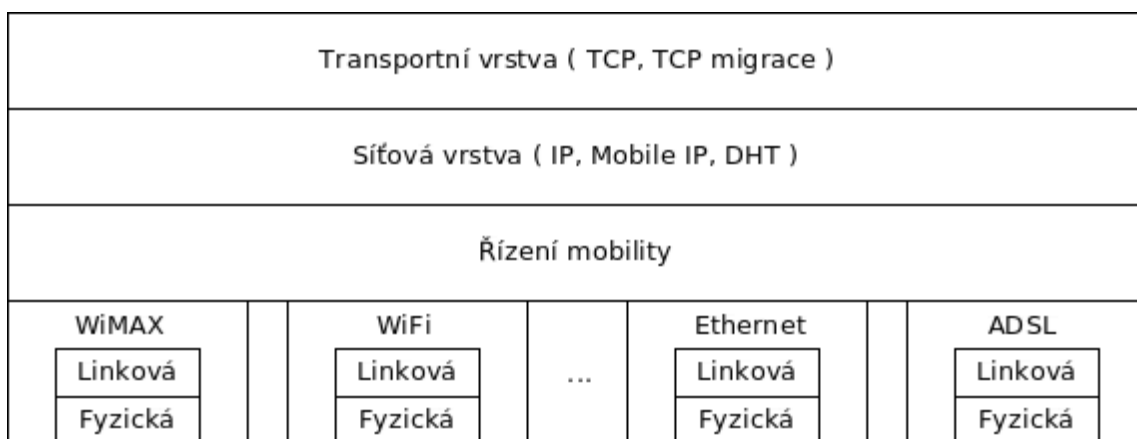 Transportní vrstva ( TCP, TCP migrace )
Síťová vrstva ( IP, Mobile IP, DHT )
Řízení mobility
WiMAX WiFi Ethernet ADSL
Linková Linková ... Linková Linková
Fyzická Fyzická Fyzická Fyzická